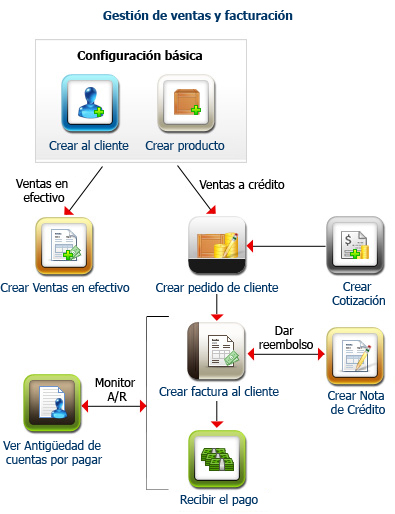 Gestión de ventas y facturación
Configuración básica
Crear al cliente
Crear producto
Ventas en
efectivo
Ventas a crédito
Crear Ventas en efectivo
Crear pedido de cliente
Crear
Cotización
Dar
reembolso
Monitor
A/R
Crear factura al cliente
Crear Nota
de Crédito
Ver Antigüedad de
cuentas por pagar
Recibir el pago